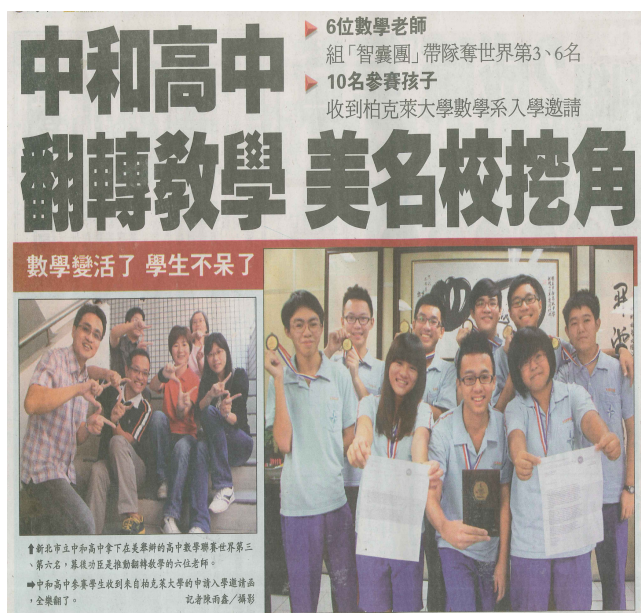 中和高中
▶ 6位數學老師
組「智囊團」帶隊奪世界第3、6名
▶ 10名參賽孩子
收到柏克萊大學數學系入學邀請
翻轉教學 美名校挖角
數學變活了 學生不呆了
⬆新北市立中和高中拿下在美舉辦的高中數學聯賽世界第三
、第六名,幕後功臣是推動翻轉教學的六位老師。
➡中和高中參賽學生收到來自柏克萊大學的申請入學邀請函
,全樂翻了。 記者陳雨鑫/攝影